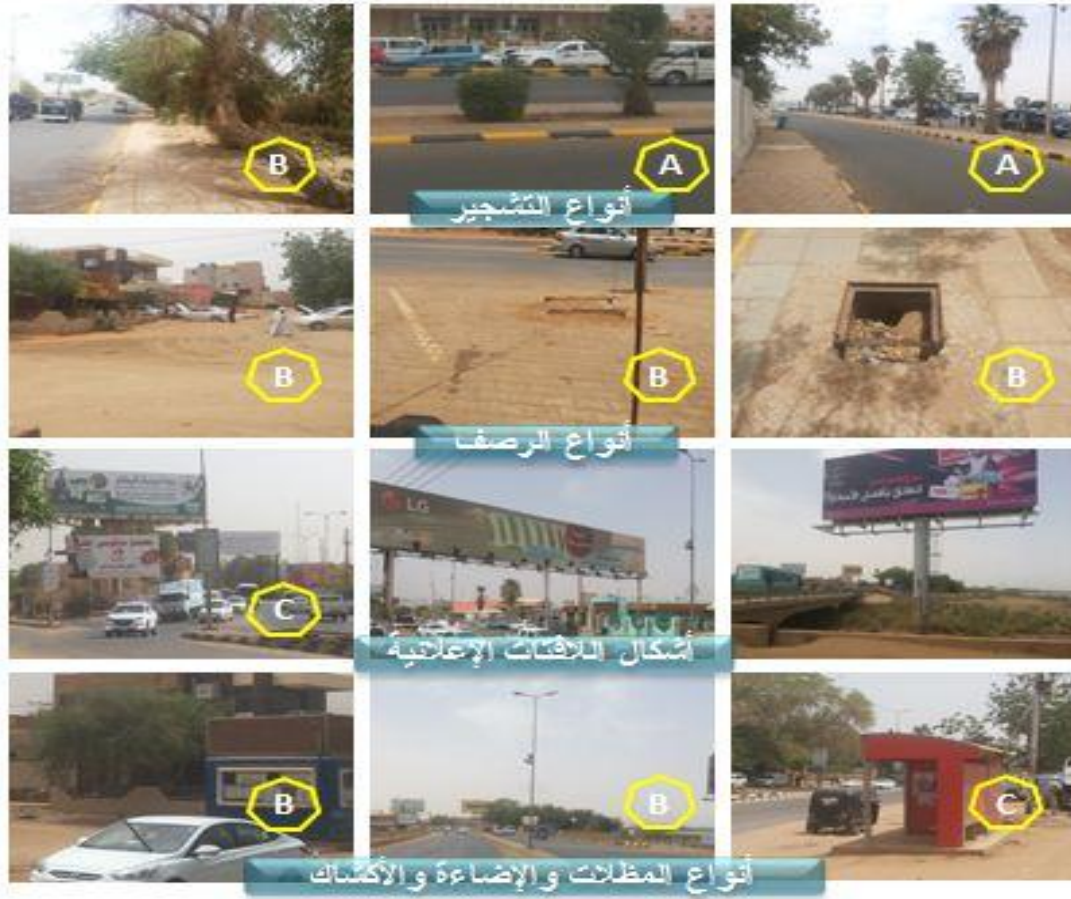 B
A
A
أنواع التشجير
B
B
B
أنواع الرصف
LG
C
أشكال اللافتات الإعلانية
B
B
C
أنواع المظلات والإضاءة والأكشاك